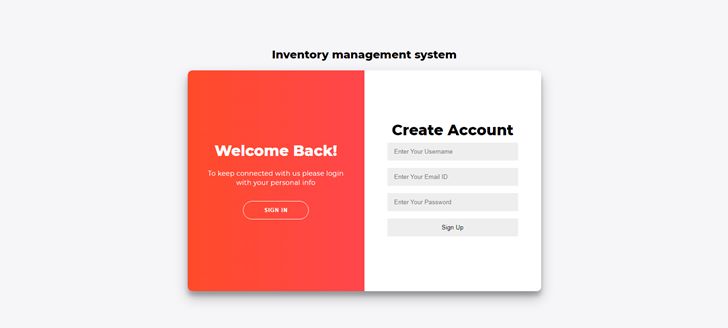 Inventory management system
Welcome Back!
To keep connected with us please login
with your personal info
SIGN IN
Create Account
Enter Your Username
Enter Your Email ID
Enter Your Password
Sign Up